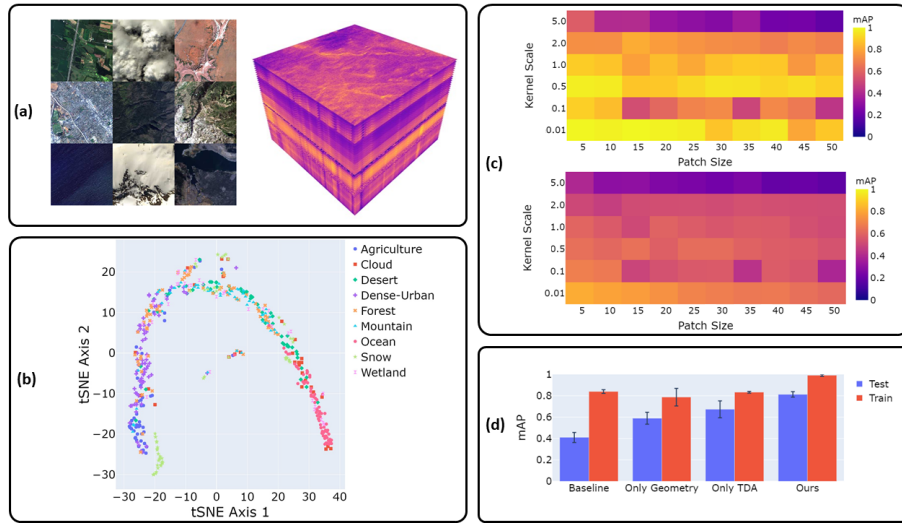 (a)
(b)
tSNE Axis 2
20
10
0
−10
−20
−30
−30 −20 −10 0 10 20 30 40
tSNE Axis 1
Agriculture
Cloud
Desert
Dense-Urban
Forest
Mountain
Ocean
Snow
Wetland
(c)
Kernel Scale
5.0
2.0
1.0
0.5
0.1
0.01
5 10 15 20 25 30 35 40 45 50
Patch Size
mAP
1
0.8
0.6
0.4
0.2
0
Kernel Scale
5.0
2.0
1.0
0.5
0.1
0.01
5 10 15 20 25 30 35 40 45 50
Patch Size
mAP
1
0.8
0.6
0.4
0.2
0
(d)
mAP
1
0.8
0.6
0.4
0.2
0
Baseline Only Geometry Only TDA Ours
Test
Train